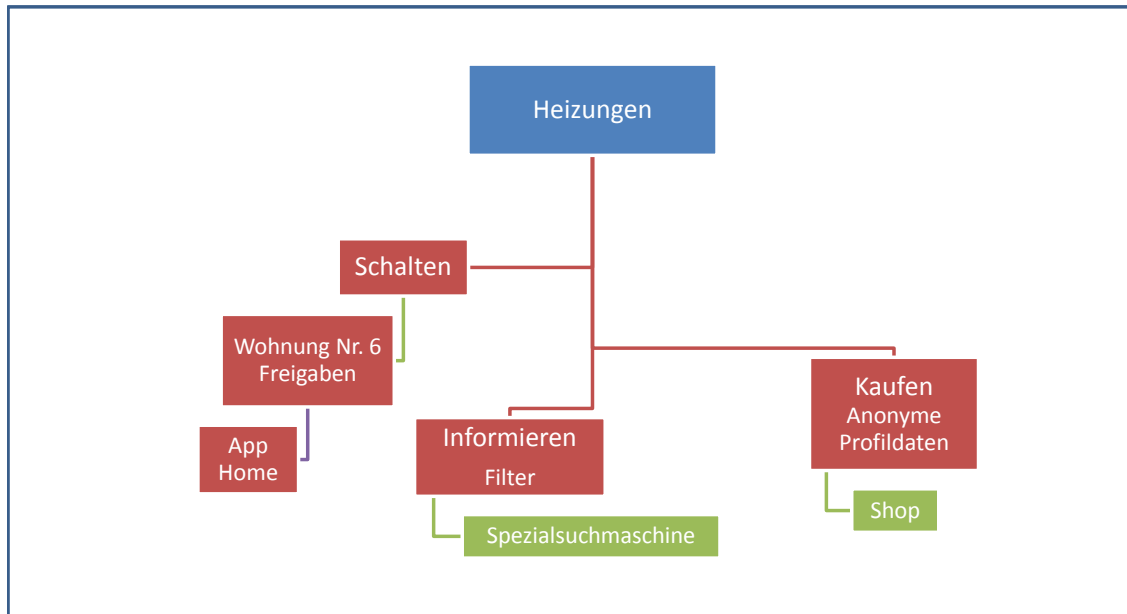 Heizungen
Schalten
Wohnung Nr. 6
Freigaben
App
Home
Informieren
Filter
Spezialsuchmaschine
Kaufen
Anonyme
Profildaten
Shop